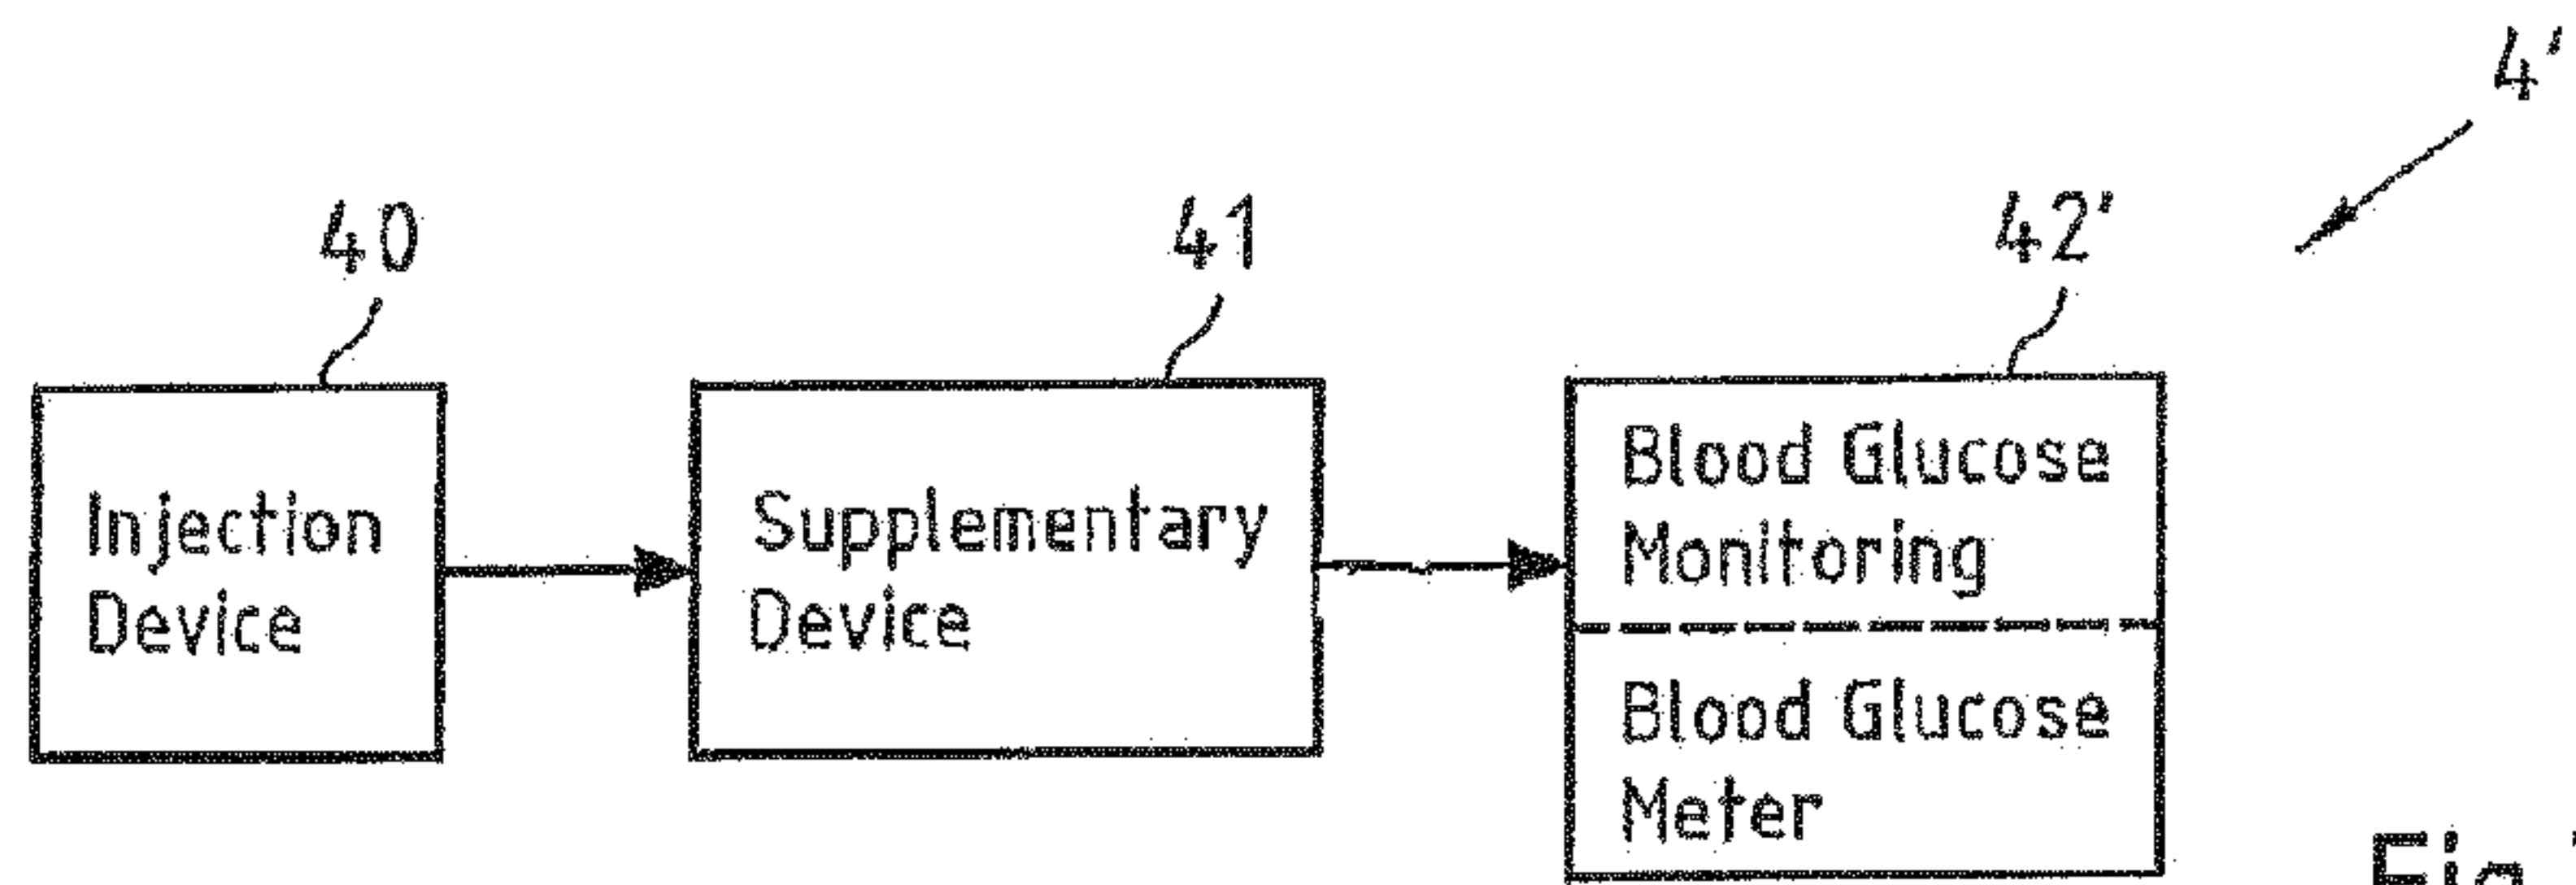 4'
40
41
42'
Injection
Device
Supplementary
Device
Blood Glucose
Monitoring
Blood Glucose
Meter